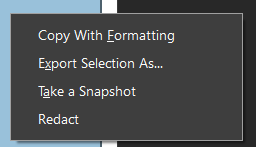 Copy With Formatting
Export Selection As...
Take a Snapshot
Redact